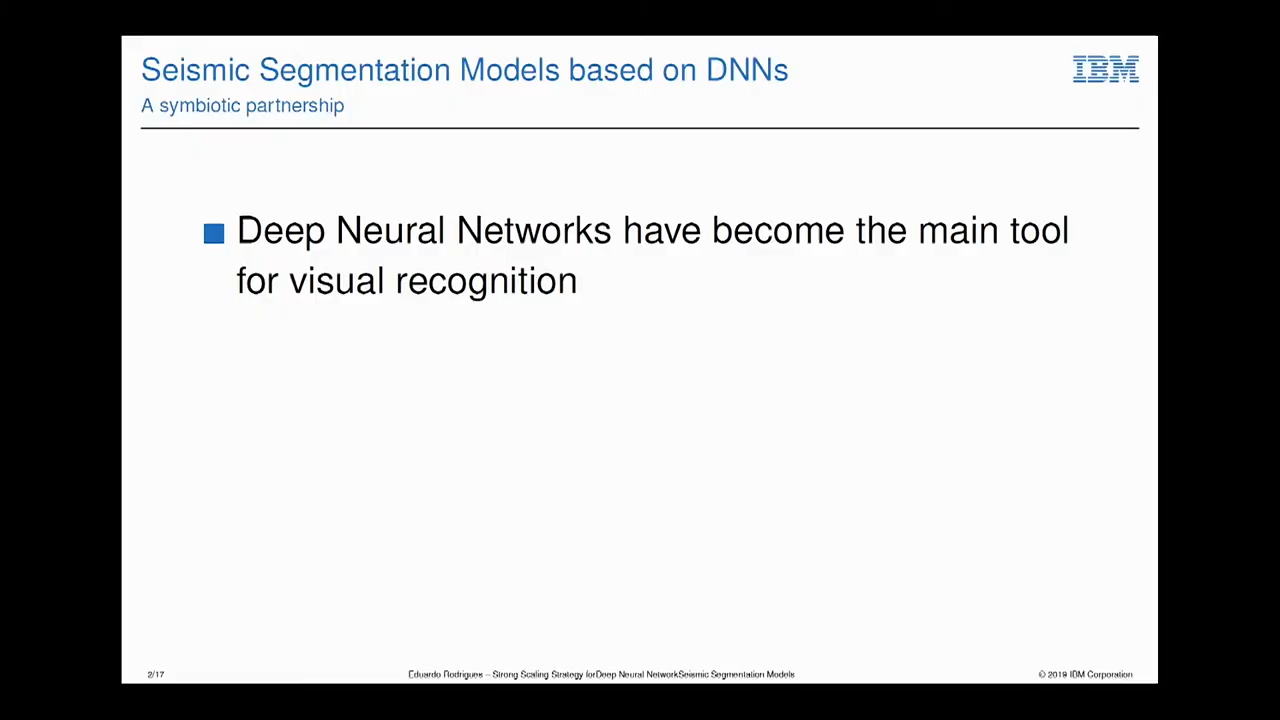 Seismic Segmentation Models based on DNNs
IBM
A symbiotic partnership
Deep Neural Networks have become the main tool
for visual recognition
2/17
Eduardo Rodrigues – Strong Scaling Strategy forDeep Neural NetworkSeismic Segmentation Models
© 2019 IBM Corporation